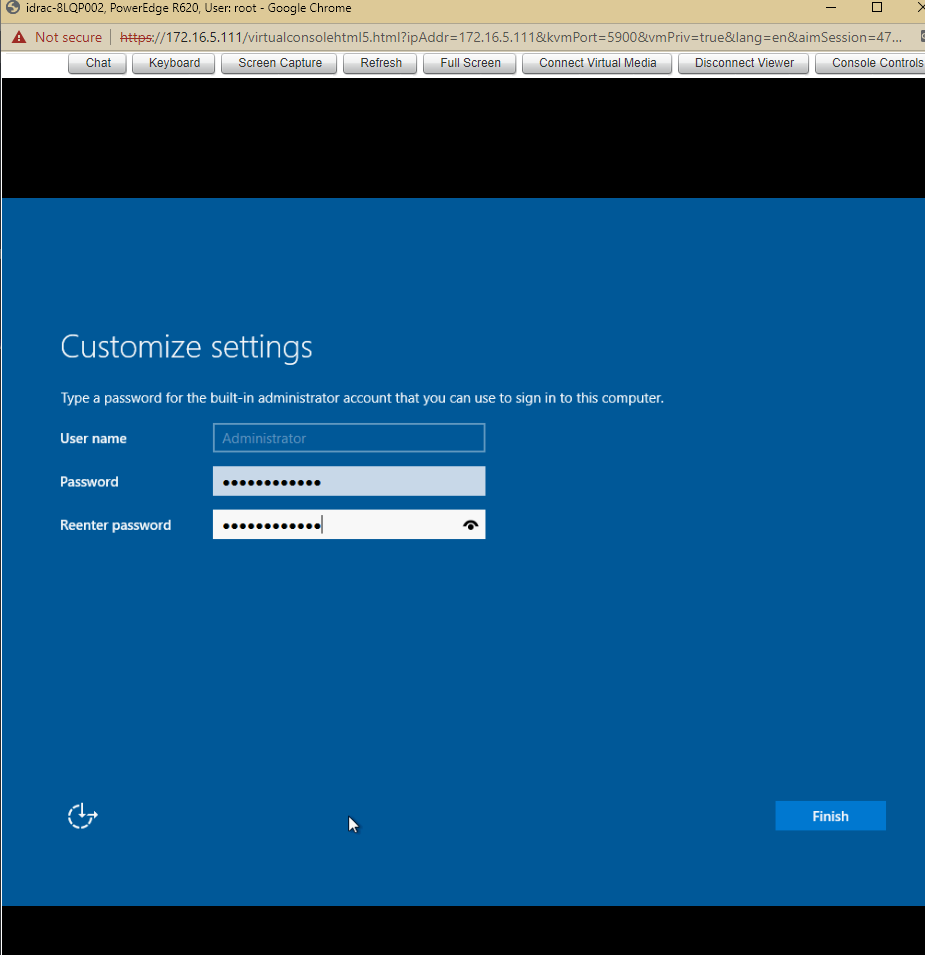 idrac-8LQP002, PowerEdge R620, User: root - Google Chrome
Not secure | https://172.16.5.111/virtualconsolehtml5.html?ipAddr=172.16.5.111&kvmPort=5900&vmPriv=true&lang=en&aimSession=47...
Chat Keyboard Screen Capture Refresh Full Screen Connect Virtual Media Disconnect Viewer Console Controls
Customize settings
Type a password for the built-in administrator account that you can use to sign in to this computer.
User name Administrator
Password ●●●●●●●●●●●●
Reenter password ●●●●●●●●●●●●
Finish